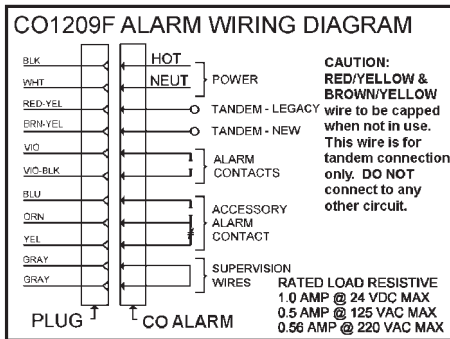 CO1209F ALARM WIRING DIAGRAM
BLK
HOT
WHT
NEUT
POWER
RED-YEL
TANDEM - LEGACY
BRN-YEL
TANDEM - NEW
VIO
VIO-BLK
ALARM
CONTACTS
BLU
ORN
YEL
ACCESSORY
ALARM
CONTACT
GRAY
GRAY
SUPERVISION
WIRES
PLUG
CO ALARM
CAUTION:
RED/YELLOW &
BROWN/YELLOW
wire to be capped
when not in use.
This wire is for
tandem connection
only. DO NOT
connect to any
other circuit.
RATED LOAD RESISTIVE
1.0 AMP @ 24 VDC MAX
0.5 AMP @ 125 VAC MAX
0.56 AMP @ 220 VAC MAX